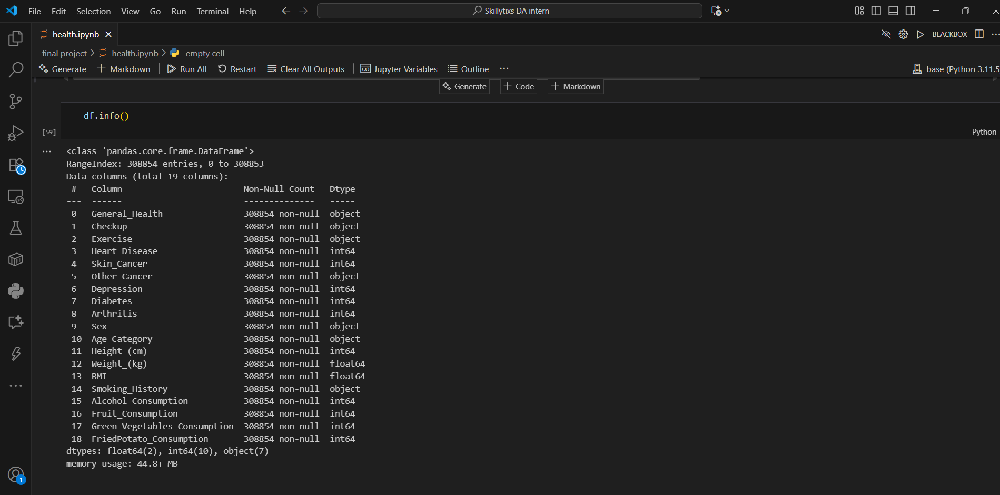 File Edit Selection View Go Run Terminal Help Skillytixs DA intern
health.ipynb BLACKBOX
final project > health.ipynb > empty cell
Generate + Markdown Run All Restart Clear All Outputs Jupyter Variables Outline ... base (Python 3.11.5
Generate + Code + Markdown
df.info()
[59] Python
... <class 'pandas.core.frame.DataFrame'>
RangeIndex: 308854 entries, 0 to 308853
Data columns (total 19 columns):
# Column Non-Null Count Dtype
--- ------ -------------- -----
0 General_Health 308854 non-null object
1 Checkup 308854 non-null object
2 Exercise 308854 non-null object
3 Heart_Disease 308854 non-null int64
4 Skin_Cancer 308854 non-null int64
5 Other_Cancer 308854 non-null object
6 Depression 308854 non-null int64
7 Diabetes 308854 non-null int64
8 Arthritis 308854 non-null int64
9 Sex 308854 non-null object
10 Age_Category 308854 non-null object
11 Height_(cm) 308854 non-null int64
12 Weight_(kg) 308854 non-null float64
13 BMI 308854 non-null float64
14 Smoking_History 308854 non-null object
15 Alcohol_Consumption 308854 non-null int64
16 Fruit_Consumption 308854 non-null int64
17 Green_Vegetables_Consumption 308854 non-null int64
18 FriedPotato_Consumption 308854 non-null int64
dtypes: float64(2), int64(10), object(7)
memory usage: 44.8+ MB
1